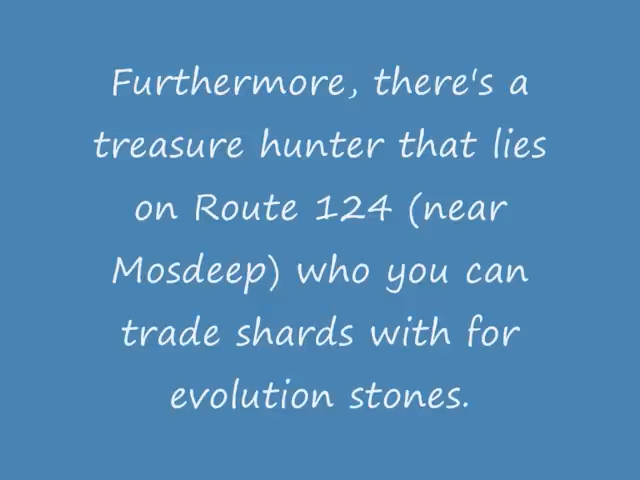 Furthermore, there's a
treasure hunter that lies
on Route 124 (near
Mosdeep) who you can
trade shards with for
evolution stones.